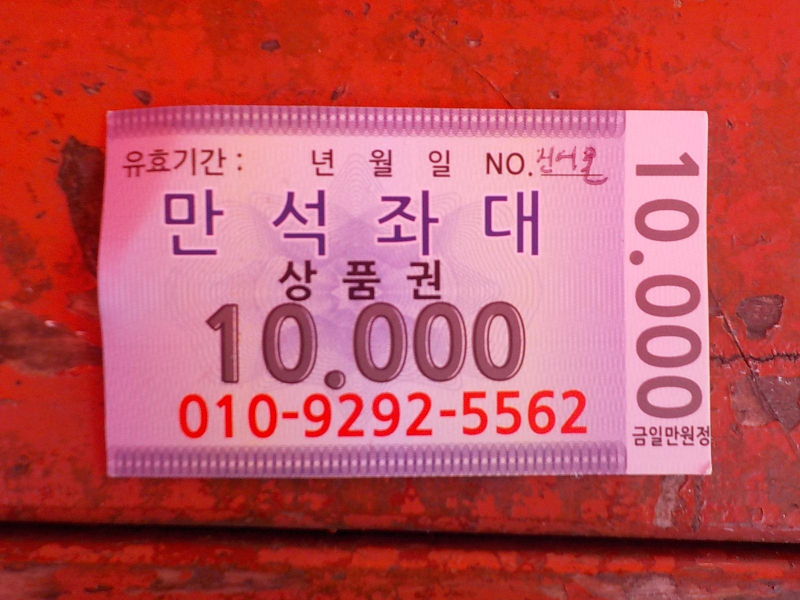 유효기간 : 년 월 일 NO.
만석좌대
상품권
10.000
010-9292-5562
10.000
금일만원정